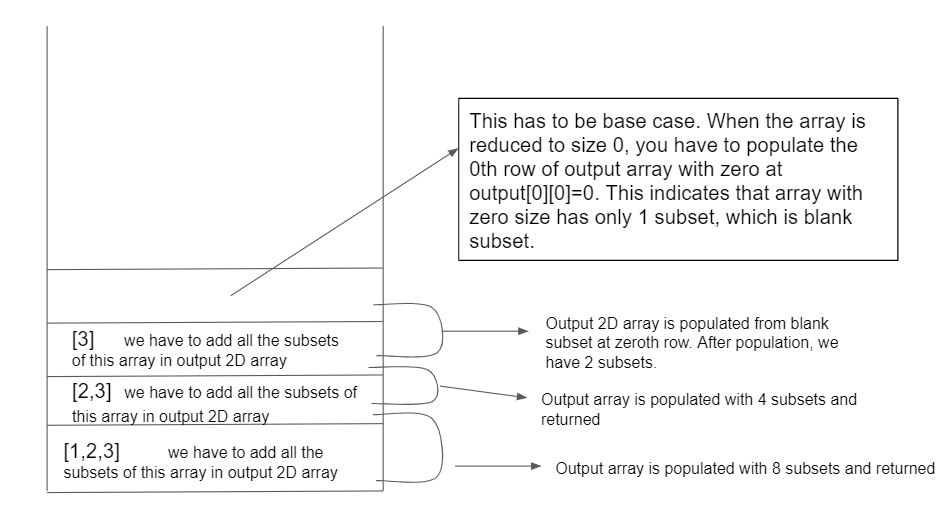 This has to be base case. When the array is
reduced to size 0, you have to populate the
0th row of output array with zero at
output[0][0]=0. This indicates that array with
zero size has only 1 subset, which is blank
subset.
[3] we have to add all the subsets
of this array in output 2D array
Output 2D array is populated from blank
subset at zeroth row. After population, we
have 2 subsets.
[2,3] we have to add all the subsets of
this array in output 2D array
Output array is populated with 4 subsets and
returned
[1,2,3] we have to add all the
subsets of this array in output 2D array
Output array is populated with 8 subsets and returned